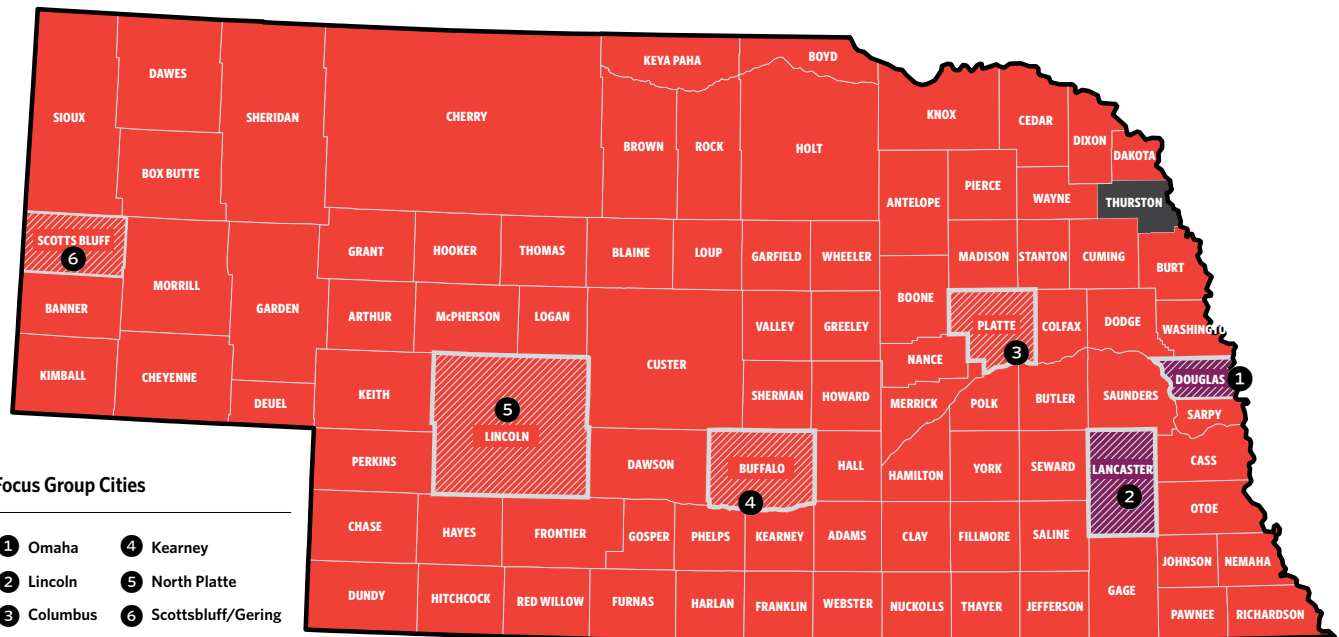 KEYA PAHA
BOYD
DAWES
SIOUX
SHERIDAN
CHERRY
KNOX
CEDAR
BROWN
ROCK
HOLT
DIXON
DAKOTA
BOX BUTTE
PIERCE
WAYNE
ANTELOPE
THURSTON
SCOTTS BLUFF
6
GRANT
HOOKER
THOMAS
BLAINE
LOUP
GARFIELD
WHEELER
MADISON
STANTON
CUMING
BURT
MORRILL
BANNER
GARDEN
ARTHUR
McPHERSON
LOGAN
BOONE
VALLEY
GREELEY
PLATTE
3
COLFAX
DODGE
WASHINGTO
NANCE
CUSTER
KIMBALL
CHEYENNE
DOUGLAS
1
KEITH
DEUEL
5
LINCOLN
SHERMAN
HOWARD
MERRICK
POLK
BUTLER
SAUNDERS
SARPY
PERKINS
DAWSON
BUFFALO
4
HALL
HAMILTON
YORK
SEWARD
LANCASTER
2
CASS
OTOE
CHASE
HAYES
FRONTIER
GOSPER
PHELPS
KEARNEY
ADAMS
CLAY
FILLMORE
SALINE
JOHNSON
NEMAHA
DUNDY
HITCHCOCK
RED WILLOW
FURNAS
HARLAN
FRANKLIN
WEBSTER
NUCKOLLS
THAYER
JEFFERSON
GAGE
PAWNEE
RICHARDSON
Focus Group Cities
1 Omaha
2 Lincoln
3 Columbus
4 Kearney
5 North Platte
6 Scottsbluff/Gering